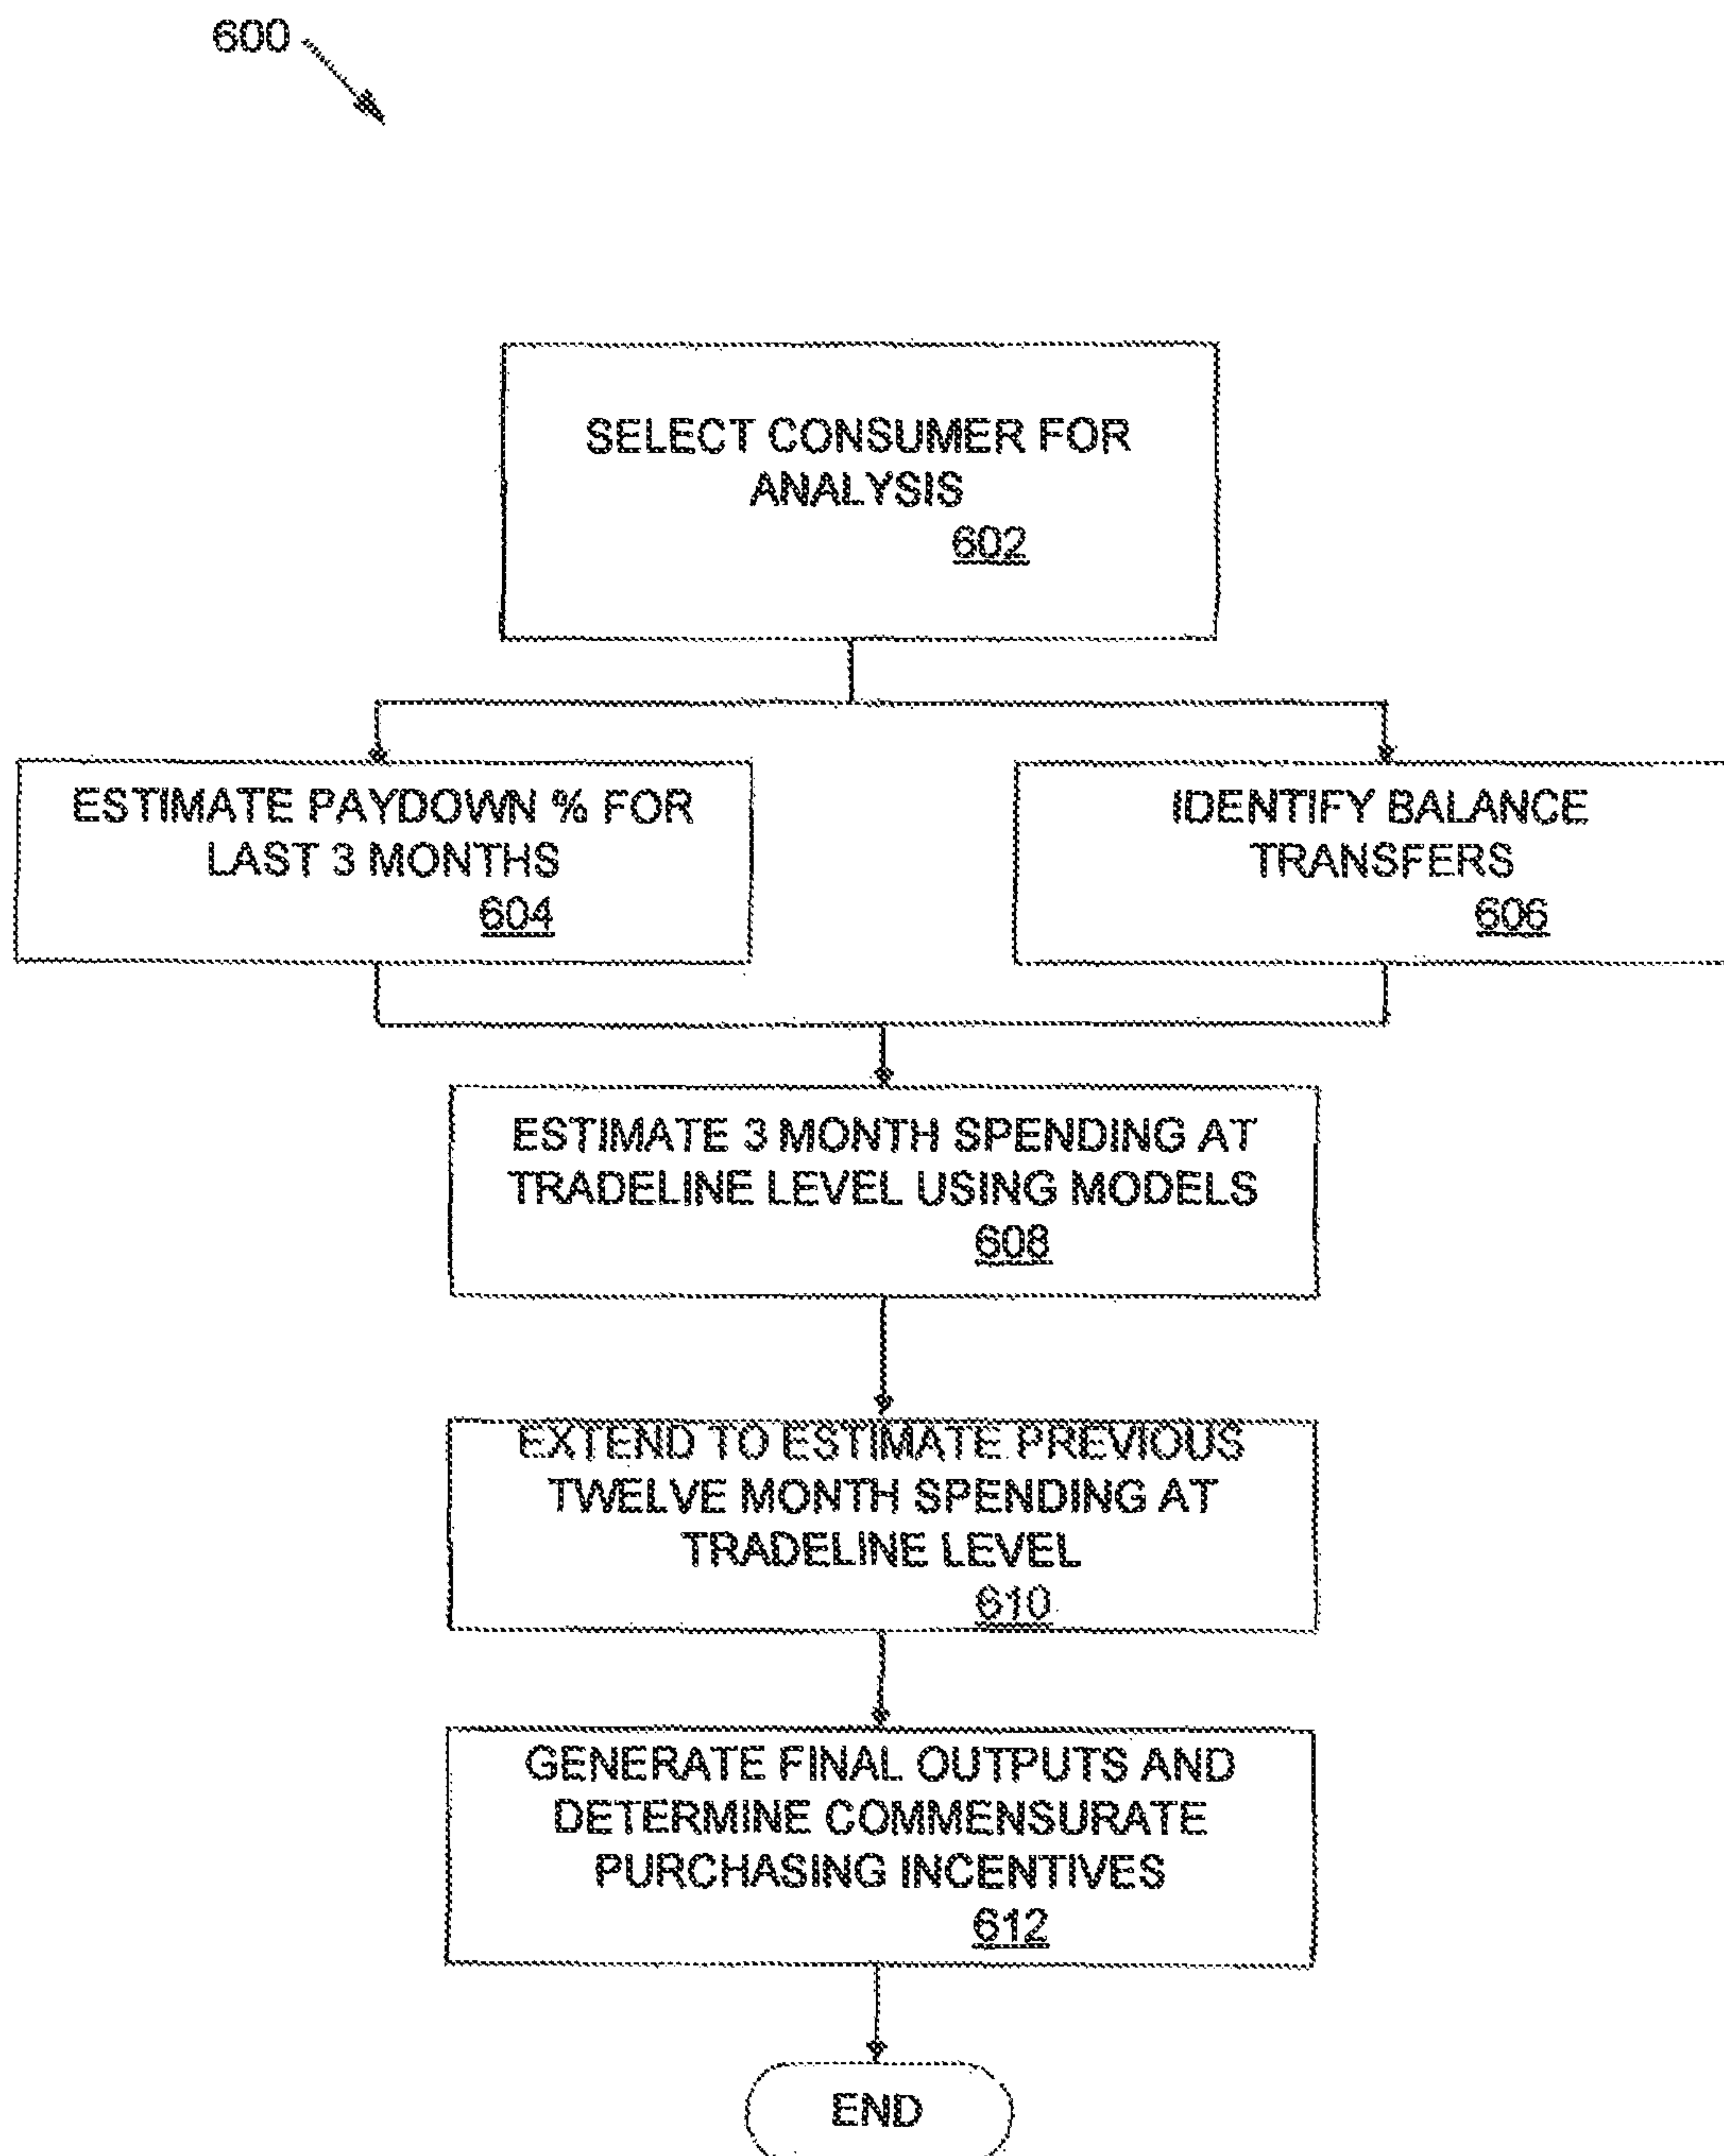 600
SELECT CONSUMER FOR
ANALYSIS
602
ESTIMATE PAYDOWN % FOR
LAST 3 MONTHS
604
IDENTIFY BALANCE
TRANSFERS
606
ESTIMATE 3 MONTH SPENDING AT
TRADELINE LEVEL USING MODELS
608
EXTEND TO ESTIMATE PREVIOUS
TWELVE MONTH SPENDING AT
TRADELINE LEVEL
610
GENERATE FINAL OUTPUTS AND
DETERMINE COMMENSURATE
PURCHASING INCENTIVES
612
END